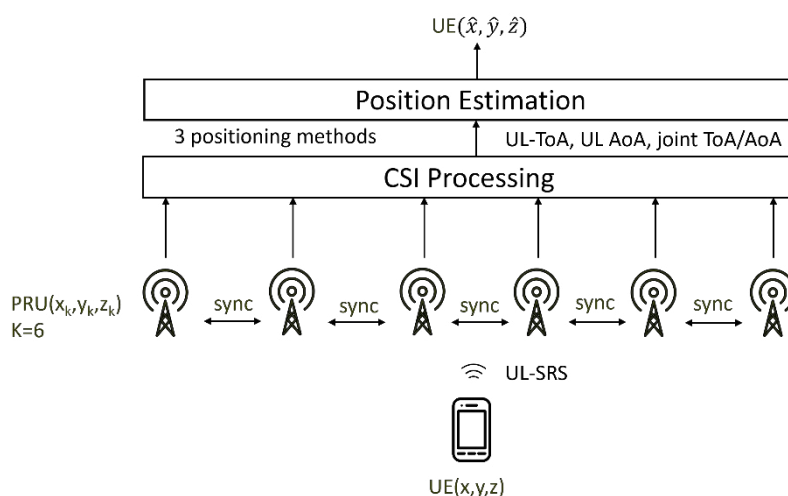 UE(x̂, ŷ, ẑ)
Position Estimation
3 positioning methods
UL-ToA, UL AoA, joint ToA/AoA
CSI Processing
PRU(xₖ,yₖ,zₖ)
K=6
sync sync sync sync sync
UL-SRS
UE(x,y,z)